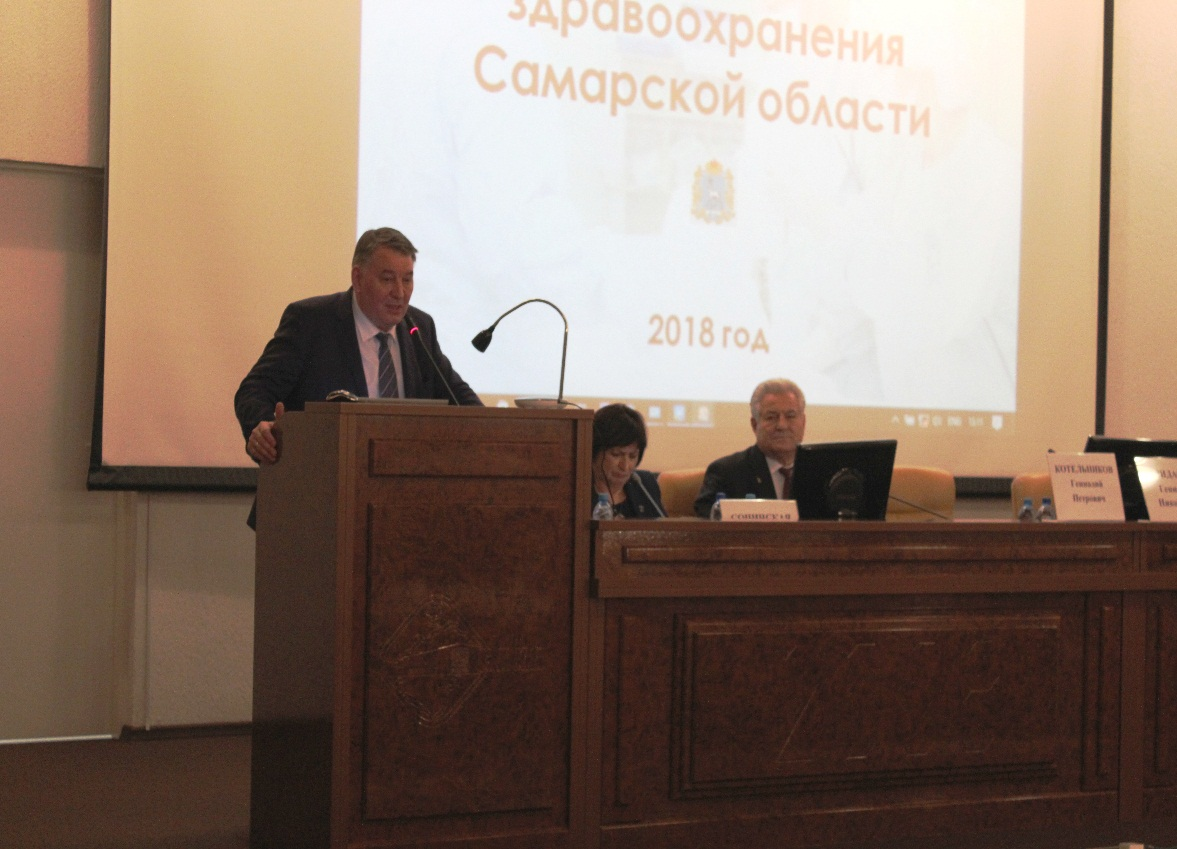 здравоохранения
Самарской области
2018 год
КОТЕЛЬНИКОВ
Геннадий
Петрович